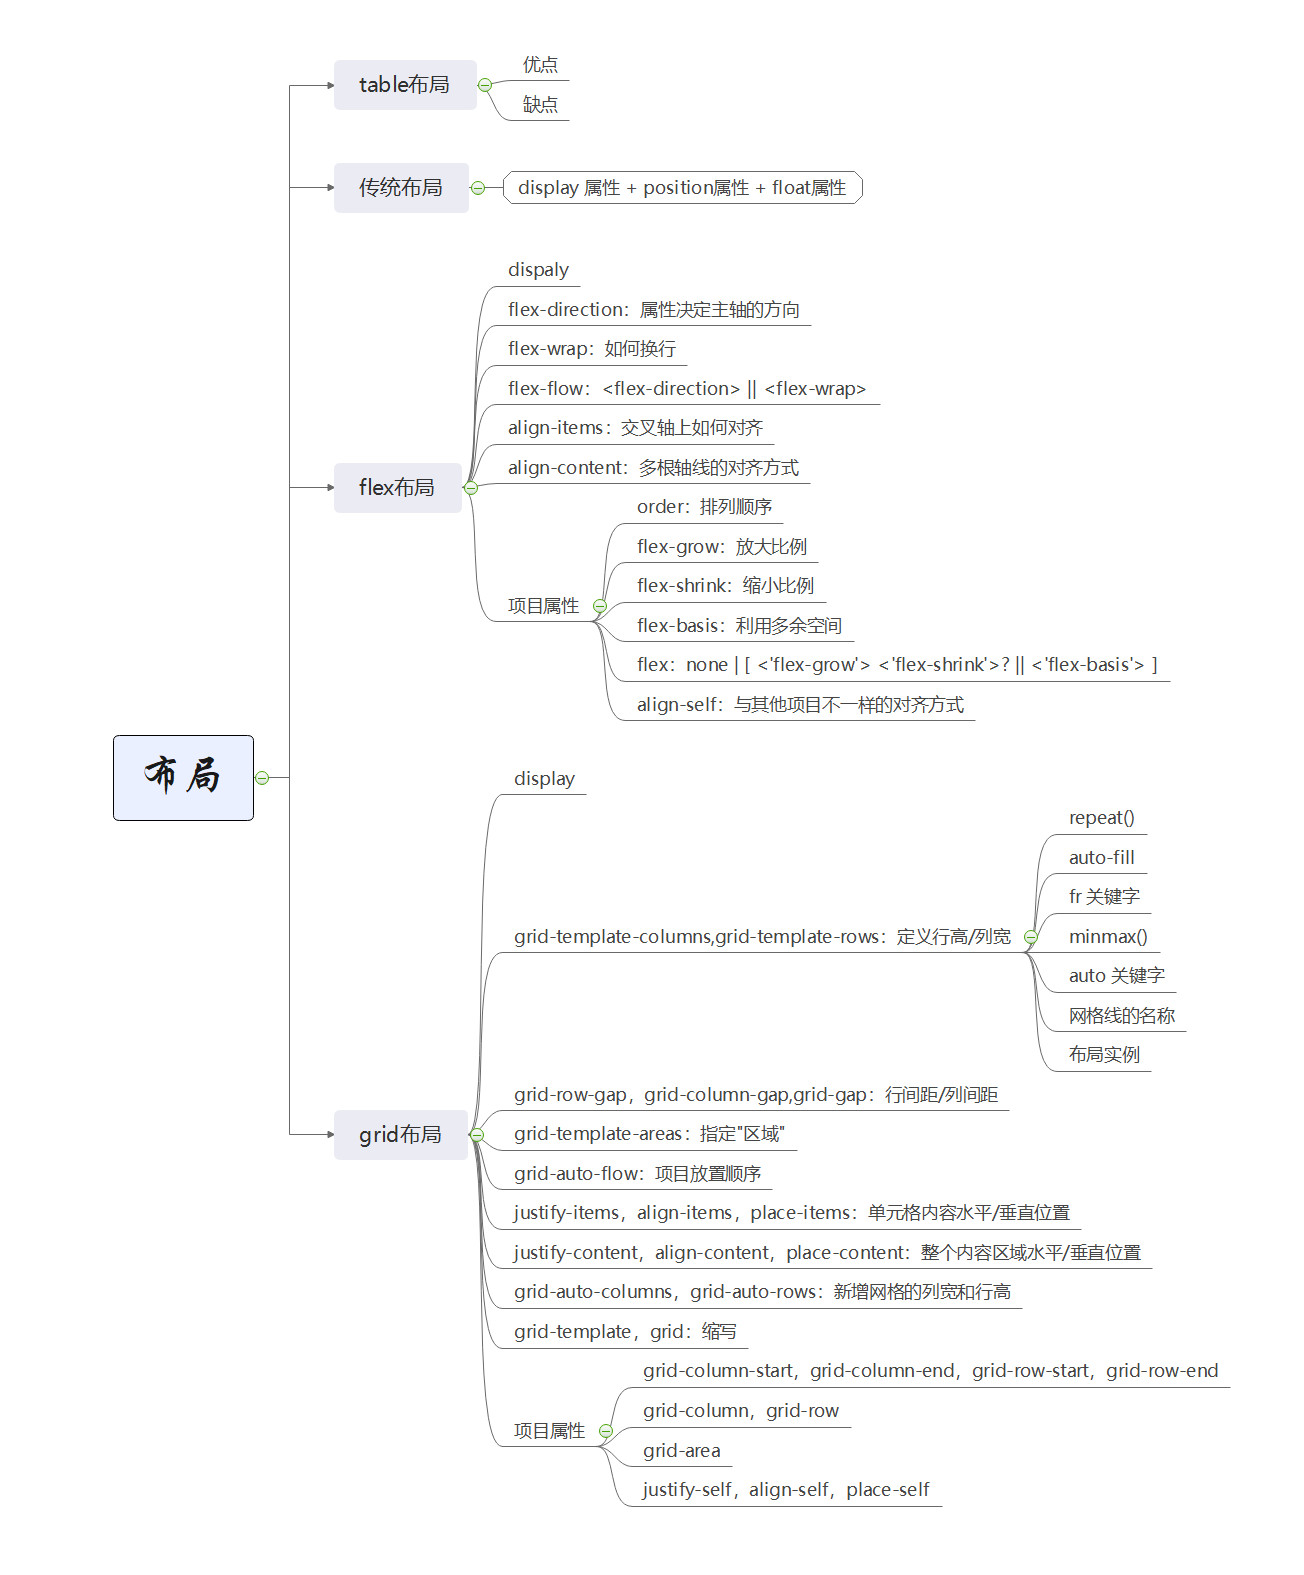 布局
table布局
优点
缺点
传统布局
display 属性 + position属性 + float属性
flex布局
dispaly
flex-direction：属性决定主轴的方向
flex-wrap：如何换行
flex-flow：<flex-direction> || <flex-wrap>
align-items：交叉轴上如何对齐
align-content：多根轴线的对齐方式
项目属性
order：排列顺序
flex-grow：放大比例
flex-shrink：缩小比例
flex-basis：利用多余空间
flex：none | [ <'flex-grow'> <'flex-shrink'>? || <'flex-basis'> ]
align-self：与其他项目不一样的对齐方式
grid布局
display
grid-template-columns,grid-template-rows：定义行高/列宽
repeat()
auto-fill
fr 关键字
minmax()
auto 关键字
网格线的名称
布局实例
grid-row-gap，grid-column-gap,grid-gap：行间距/列间距
grid-template-areas：指定"区域"
grid-auto-flow：项目放置顺序
justify-items，align-items，place-items：单元格内容水平/垂直位置
justify-content，align-content，place-content：整个内容区域水平/垂直位置
grid-auto-columns，grid-auto-rows：新增网格的列宽和行高
grid-template，grid：缩写
项目属性
grid-column-start，grid-column-end，grid-row-start，grid-row-end
grid-column，grid-row
grid-area
justify-self，align-self，place-self